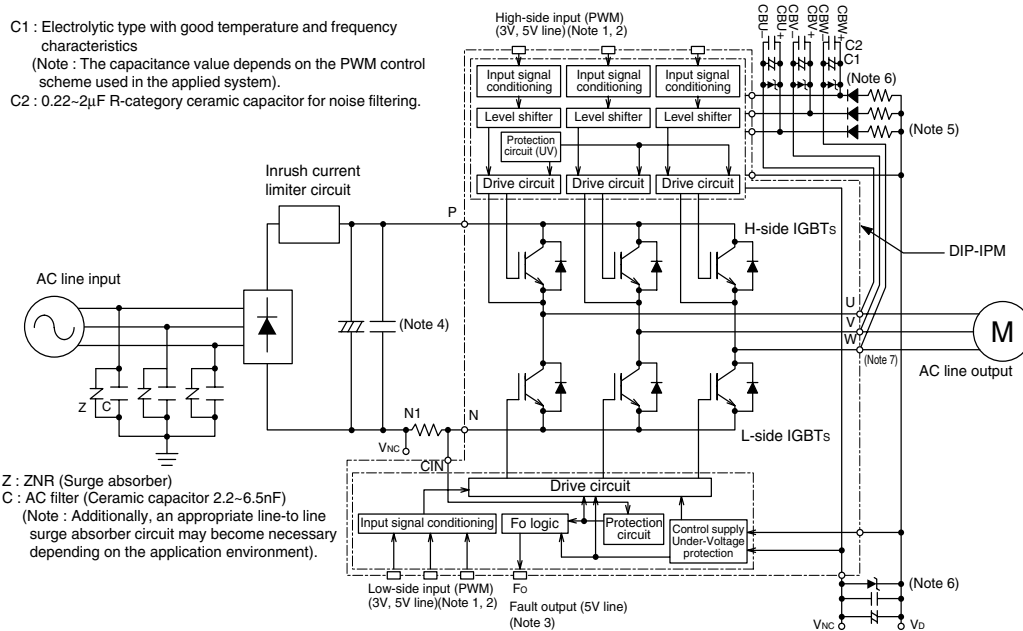 C1 : Electrolytic type with good temperature and frequency
characteristics
(Note : The capacitance value depends on the PWM control
scheme used in the applied system).
C2 : 0.22~2μF R-category ceramic capacitor for noise filtering.
High-side input (PWM)
(3V, 5V line)(Note 1, 2)
CBU–
CBU+
CBV–
CBV+
CBW–
CBW+
C2
C1
(Note 6)
(Note 5)
Input signal
conditioning
Input signal
conditioning
Input signal
conditioning
Level shifter
Level shifter
Level shifter
Protection
circuit (UV)
Drive circuit
Drive circuit
Drive circuit
Inrush current
limiter circuit
P
H-side IGBTs
DIP-IPM
AC line input
(Note 4)
U
V
W
(Note 7)
M
AC line output
Z
C
N1
N
VNC
CIN
L-side IGBTs
Z : ZNR (Surge absorber)
C : AC filter (Ceramic capacitor 2.2~6.5nF)
(Note : Additionally, an appropriate line-to line
surge absorber circuit may become necessary
depending on the application environment).
Drive circuit
Input signal conditioning
Fo logic
Protection
circuit
Control supply
Under-Voltage
protection
Low-side input (PWM)
(3V, 5V line)(Note 1, 2)
FO
Fault output (5V line)
(Note 3)
(Note 6)
VNC
VD